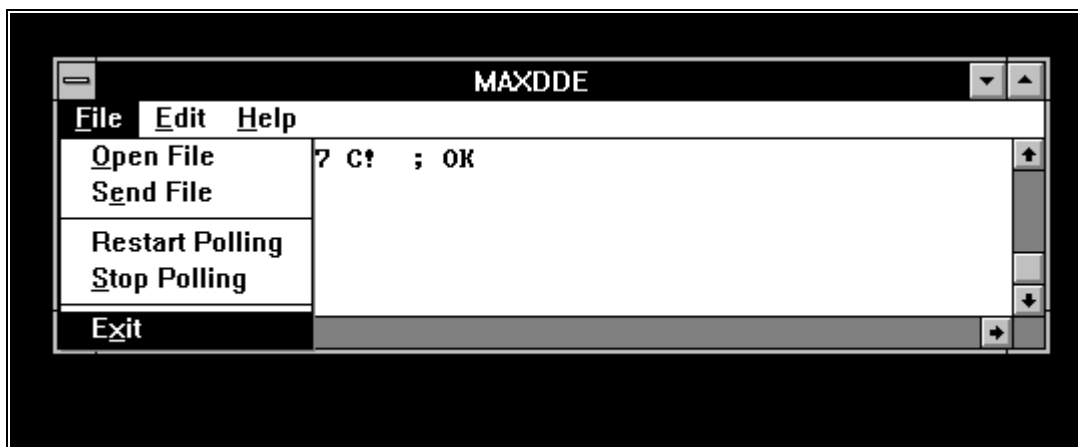 MAXDDE
File Edit Help
Open File
7 C! ; OK
Send File
Restart Polling
Stop Polling
Exit